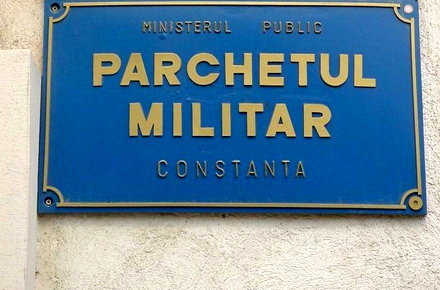 MINISTERUL PUBLIC
PARCHETUL
MILITAR
CONSTANTA